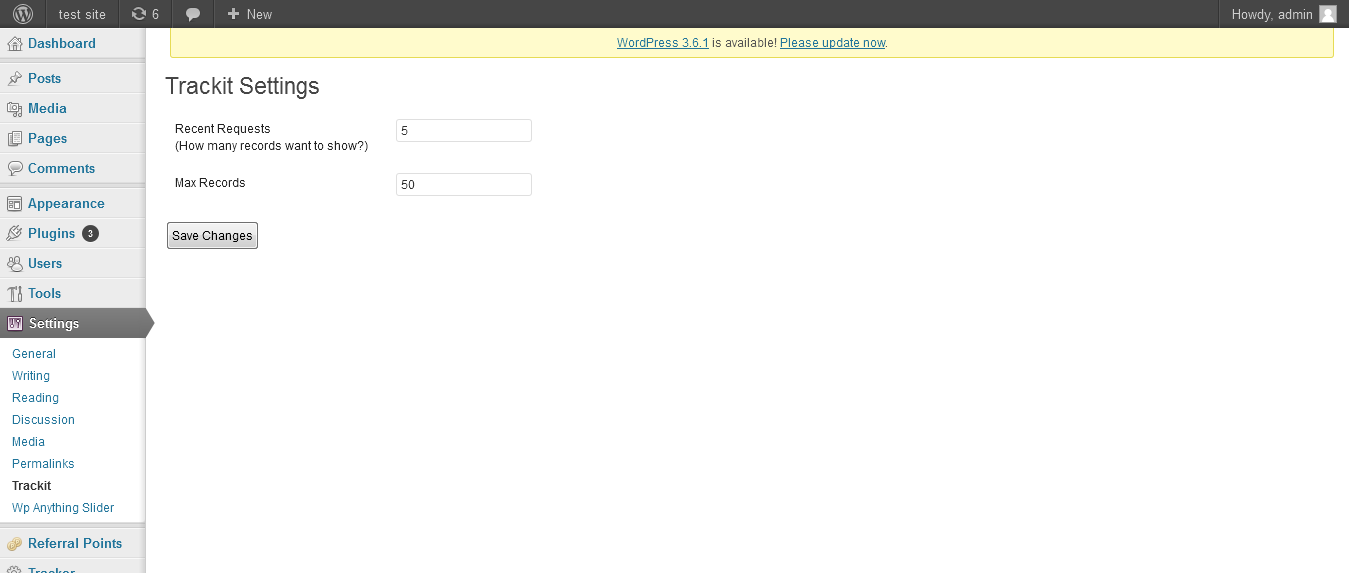 test site 6 New Howdy, admin
WordPress 3.6.1 is available! Please update now.
Dashboard
Posts
Media
Pages
Comments
Appearance
Plugins 3
Users
Tools
Settings
General
Writing
Reading
Discussion
Media
Permalinks
Trackit
Wp Anything Slider
Referral Points
Tracker
Trackit Settings
Recent Requests
(How many records want to show?)
5
Max Records
50
Save Changes